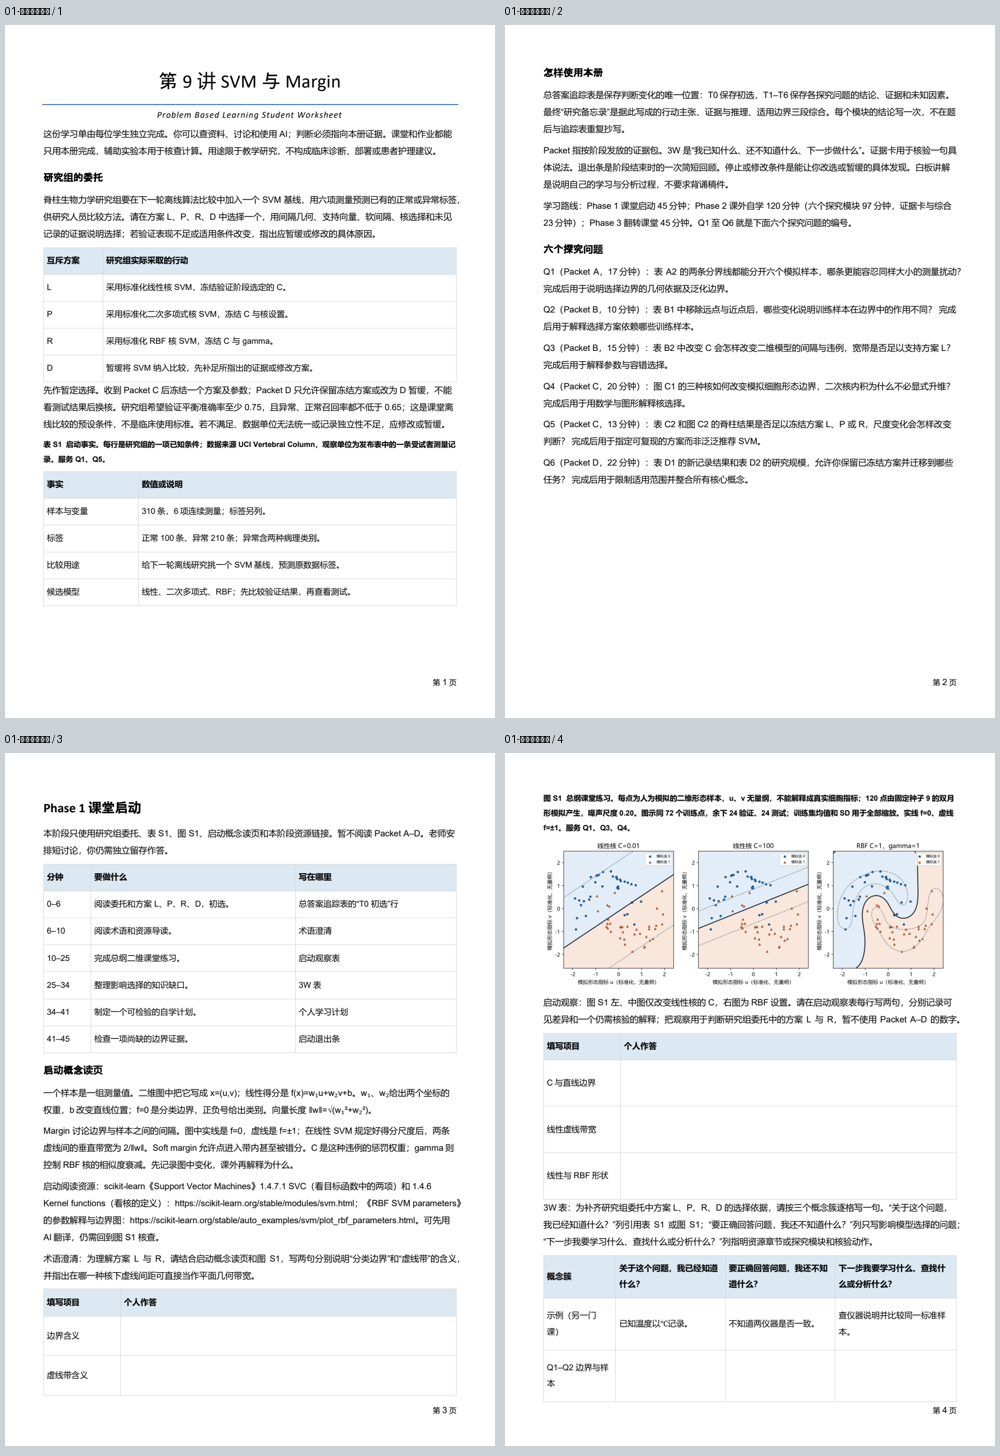 01- / 1
第 9 讲 SVM 与 Margin
Problem Based Learning Student Worksheet
这份学习单由每位学生独立完成。你可以查资料、讨论和使用 AI；判断必须指向本册证据。课堂和作业都能
只用本册完成，辅助实验本用于核查计算。用途限于教学研究，不构成临床诊断、部署或患者护理建议。
研究组的委托
脊柱生物力学研究组要在下一轮离线算法比较中加入一个 SVM 基线，用六项测量预测已有的正常或异常标签，
供研究人员比较方法。请在方案 L、P、R、D 中选择一个，用间隔几何、支持向量、软间隔、核选择和未见
记录的证据说明选择；若验证表现不足或适用条件改变，指出应暂缓或修改的具体原因。
互斥方案 研究组实际采取的行动
L 采用标准化线性核 SVM，冻结验证阶段选定的 C。
P 采用标准化二次多项式核 SVM，冻结 C 与核设置。
R 采用标准化 RBF 核 SVM，冻结 C 与 gamma。
D 暂缓将 SVM 纳入比较，先补足所指出的证据或修改方案。
先作暂定选择。收到 Packet C 后冻结一个方案及参数；Packet D 只允许保留冻结方案或改为 D 暂缓，不能
看测试结果后换核。研究组希望验证平衡准确率至少 0.75，且异常、正常召回率都不低于 0.65；这是课堂离
线比较的预设条件，不是临床使用标准。若不满足、数据单位无法统一或记录独立性不足，应修改或暂缓。
表 S1 启动事实。每行是研究组的一项已知条件；数据来源 UCI Vertebral Column，观察单位为发布表中的一条受试者测量记
录。服务 Q1、Q5。
事实 数值或说明
样本与变量 310 条，6 项连续测量；标签另列。
标签 正常 100 条、异常 210 条；异常含两种病理类别。
比较用途 给下一轮离线研究挑一个 SVM 基线，预测原数据标签。
候选模型 线性、二次多项式、RBF；先比较验证结果，再查看测试。
第 1 页
01- / 2
怎样使用本册
总答案追踪表是保存判断变化的唯一位置：T0 保存初选，T1–T6 保存各探究问题的结论、证据和未知因素。
最终“研究备忘录”是据此写成的行动主张、证据与推理、适用边界三段综合。每个模块的结论写一次，不在题
后与追踪表重复抄写。
Packet 指按阶段发放的证据包。3W 是“我已知什么、还不知道什么、下一步做什么”。证据卡用于核验一句具
体说法。退出条是阶段结束时的一次简短回顾。停止或修改条件是能让你改选或暂缓的具体发现。白板讲解
是说明自己的学习与分析过程，不要求背诵稿件。
学习路线：Phase 1 课堂启动 45 分钟；Phase 2 课外自学 120 分钟（六个探究模块 97 分钟，证据卡与综合
23 分钟）；Phase 3 翻转课堂 45 分钟。Q1 至 Q6 就是下面六个探究问题的编号。
六个探究问题
Q1（Packet A，17 分钟）：表 A2 的两条分界线都能分开六个模拟样本，哪条更能容忍同样大小的测量扰动？
完成后用于说明选择边界的几何依据及泛化边界。
Q2（Packet B，10 分钟）：表 B1 中移除远点与近点后，哪些变化说明训练样本在边界中的作用不同？ 完成
后用于解释选择方案依赖哪些训练样本。
Q3（Packet B，15 分钟）：表 B2 中改变 C 会怎样改变二维模型的间隔与违例，宽带是否足以支持方案 L？
完成后用于解释参数与容错选择。
Q4（Packet C，20 分钟）：图 C1 的三种核如何改变模拟细胞形态边界，二次核内积为什么不必显式升维？
完成后用于用数学与图形解释核选择。
Q5（Packet C，13 分钟）：表 C2 和图 C2 的脊柱结果是否足以冻结方案 L、P 或 R，尺度变化会怎样改变
判断？ 完成后用于指定可复现的方案而非泛泛推荐 SVM。
Q6（Packet D，22 分钟）：表 D1 的新记录结果和表 D2 的研究规模，允许你保留已冻结方案并迁移到哪些
任务？ 完成后用于限制适用范围并整合所有核心概念。
第 2 页
01- / 3
Phase 1 课堂启动
本阶段只使用研究组委托、表 S1、图 S1、启动概念读页和本阶段资源链接。暂不阅读 Packet A–D。老师安
排短讨论，你仍需独立留存作答。
分钟 要做什么 写在哪里
0–6 阅读委托和方案 L、P、R、D，初选。 总答案追踪表的“T0 初选”行
6–10 阅读术语和资源导读。 术语澄清
10–25 完成总纲二维课堂练习。 启动观察表
25–34 整理影响选择的知识缺口。 3W 表
34–41 制定一个可检验的自学计划。 个人学习计划
41–45 检查一项尚缺的边界证据。 启动退出条
启动概念读页
一个样本是一组测量值。二维图中把它写成 x=(u,v)；线性得分是 f(x)=w₁u+w₂v+b。w₁、w₂给出两个坐标的
权重，b 改变直线位置；f=0 是分类边界，正负号给出类别。向量长度 ‖w‖=√(w₁²+w₂²)。
Margin 讨论边界与样本之间的间隔。图中实线是 f=0，虚线是 f=±1；在线性 SVM 规定好得分尺度后，两条
虚线间的垂直带宽为 2/‖w‖。Soft margin 允许点进入带内甚至被错分。C 是这种违例的惩罚权重；gamma 则
控制 RBF 核的相似度衰减。先记录图中变化，课外再解释为什么。
启动阅读资源：scikit-learn《Support Vector Machines》1.4.7.1 SVC（看目标函数中的两项）和 1.4.6
Kernel functions（看核的定义）：https://scikit-learn.org/stable/modules/svm.html；《RBF SVM parameters》
的参数解释与边界图：https://scikit-learn.org/stable/auto_examples/svm/plot_rbf_parameters.html。可先用
AI 翻译，仍需回到图 S1 核查。
术语澄清：为理解方案 L 与 R，请结合启动概念读页和图 S1，写两句分别说明“分类边界”和“虚线带”的含义，
并指出在哪一种核下虚线间距可直接当作平面几何带宽。
填写项目 个人作答
边界含义
虚线带含义
第 3 页
01- / 4
图 S1 总纲课堂练习。每点为人为模拟的二维形态样本，u、v 无量纲，不能解释成真实细胞指标；120 点由固定种子 9 的双月
形模拟产生，噪声尺度 0.20。图示同 72 个训练点，余下 24 验证、24 测试；训练集均值和 SD 用于全部缩放。实线 f=0、虚线
f=±1。服务 Q1、Q3、Q4。
线性核 C=0.01 线性核 C=100 RBF C=1，gamma=1
模拟形态指标 u（标准化，无量纲） 模拟形态指标 u（标准化，无量纲） 模拟形态指标 u（标准化，无量纲）
启动观察：图 S1 左、中图仅改变线性核的 C，右图为 RBF 设置。请在启动观察表每行写两句，分别记录可
见差异和一个仍需核验的解释；把观察用于判断研究组委托中的方案 L 与 R，暂不使用 Packet A–D 的数字。
填写项目 个人作答
C 与直线边界
线性虚线带宽
线性与 RBF 形状
3W 表：为补齐研究组委托中方案 L、P、R、D 的选择依据，请按三个概念簇逐格写一句。“关于这个问题，
我已经知道什么？”列引用表 S1 或图 S1；“要正确回答问题，我还不知道什么？”列只写影响模型选择的问题；
“下一步我要学习什么、查找什么或分析什么？”列指明资源章节或探究模块和核验动作。
概念簇 关于这个问题，我已经知道什么？ 要正确回答问题，我还不知道什么？ 下一步我要学习什么、查找什么或分析什么？
示例（另一门课） 已知温度以℃记录。 不知道两仪器是否一致。 查仪器说明并比较同一标准样本。
Q1–Q2 边界与样本
第 4 页